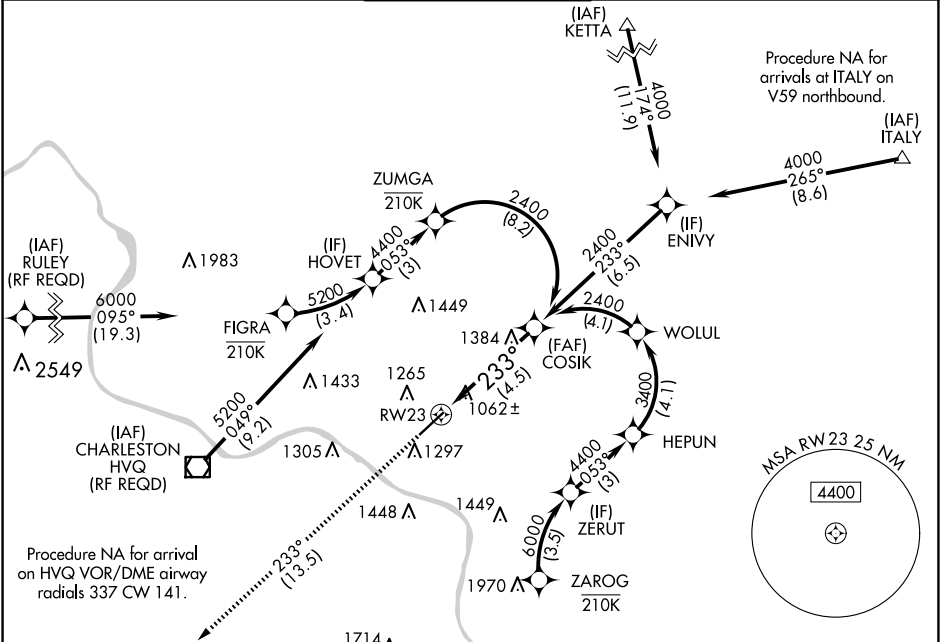 (IAF)
KETTA
4000
174°
(11.9)
Procedure NA for
arrivals at ITALY on
V59 northbound.
(IAF)
ITALY
4000
265°
(8.6)
ZUMGA
210K
2400
(8.2)
(IF)
ENIVY
2400
233°
(6.5)
(IAF)
RULEY
(RF REQD)
6000
095°
(19.3)
1983
(IF)
HOVET
4400
053°
(3)
5200
(3.4)
FIGRA
210K
1449
2400
(4.1)
WOLUL
1384
(FAF)
COSIK
2549
233°
(4.5)
1433
1265
RW23
1062±
3400
(4.1)
5200
049°
(9.2)
(IAF)
CHARLESTON
HVQ
(RF REQD)
1305
1297
HEPUN
4400
053°
(3)
MSA RW23 25 NM
4400
1448
1449
(IF)
ZERUT
6000
(3.5)
233°
(13.5)
Procedure NA for arrival
on HVQ VOR/DME airway
radials 337 CW 141.
1970
ZAROG
210K
1714